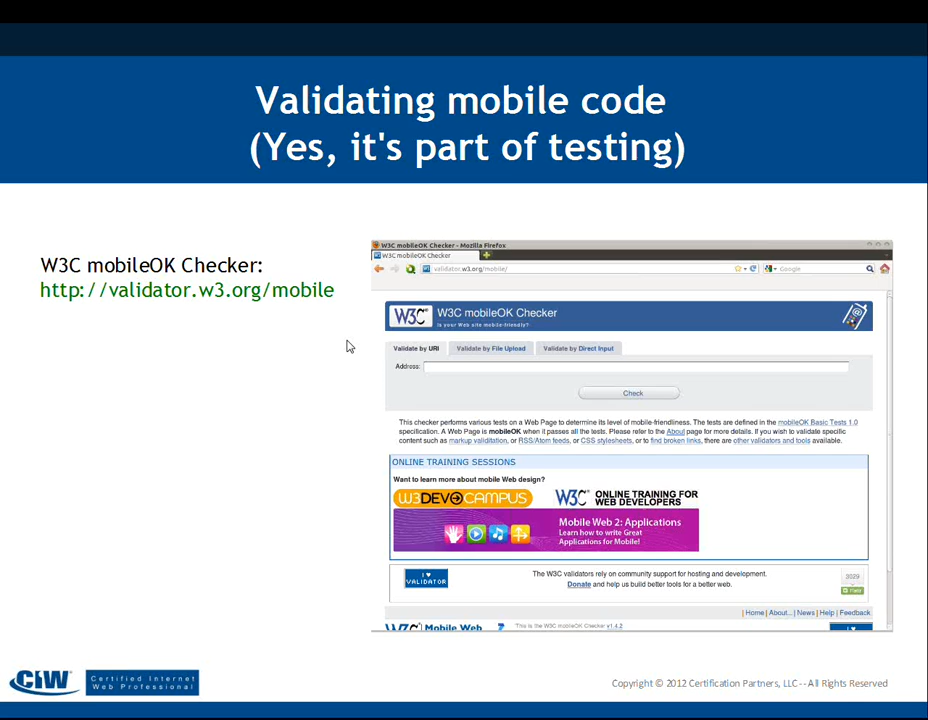 Validating mobile code
(Yes, it's part of testing)
W3C mobileOK Checker:
http://validator.w3.org/mobile
W3C mobileOK Checker - Mozilla Firefox
W3C mobileOK Checker
validator.w3.org/mobile/
Google
W3C® W3C mobileOK Checker
Is your Web site mobile-friendly?
Validate by URI Validate by File Upload Validate by Direct Input
Address:
Check
This checker performs various tests on a Web Page to determine its level of mobile-friendliness. The tests are defined in the mobileOK Basic Tests 1.0
specification. A Web Page is mobileOK when it passes all the tests. Please refer to the About page for more details. If you wish to validate specific
content such as markup validitation, or RSS/Atom feeds, or CSS stylesheets, or to find broken links, there are other validators and tools available.
ONLINE TRAINING SESSIONS
Want to learn more about mobile Web design?
W3DEVCAMPUS W3C® ONLINE TRAINING FOR
WEB DEVELOPERS
Mobile Web 2: Applications
Learn how to write Great
Applications for Mobile!
I ♥
VALIDATOR
The W3C validators rely on community support for hosting and development.
Donate and help us build better tools for a better web.
3029
Flattr
| Home | About... | News | Help | Feedback
W3C Mobile Web
This is the W3C mobileOK Checker v1.4.2
I ♥
CIW
Certified Internet
Web Professional
Copyright © 2012 Certification Partners, LLC -- All Rights Reserved